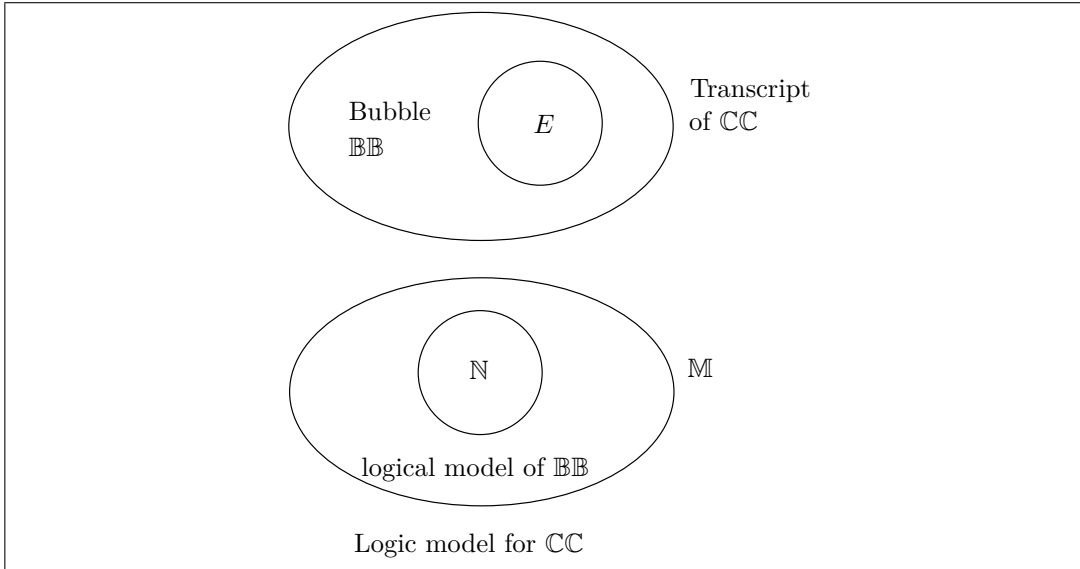 Bubble
𝔹𝔹
E
Transcript
of ℂℂ
ℕ
𝕄
logical model of 𝔹𝔹
Logic model for ℂℂ